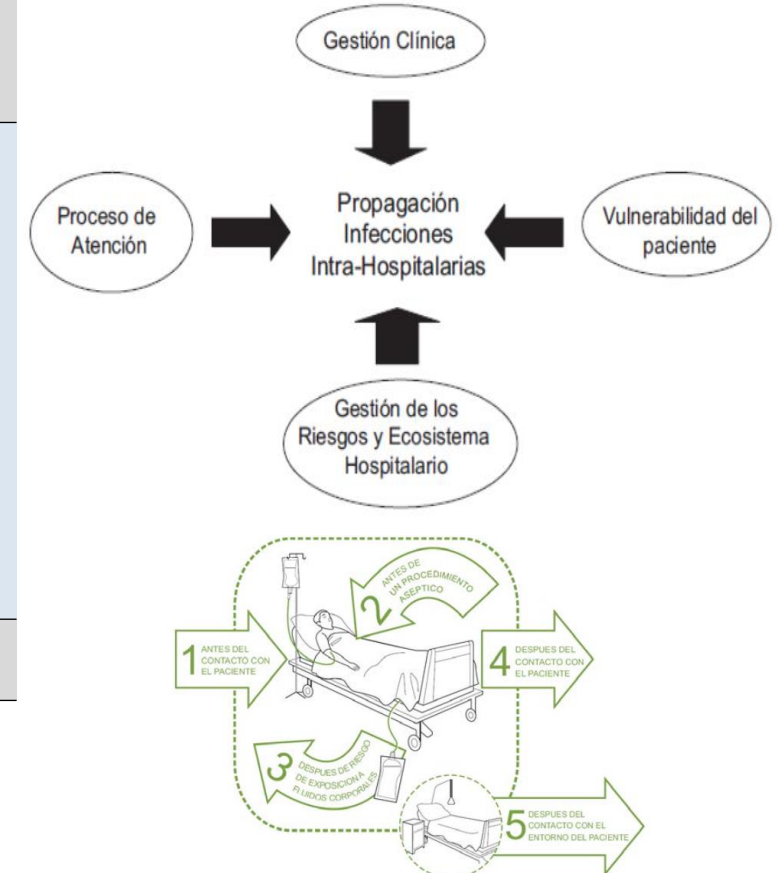 Gestión Clínica
Proceso de
Atención
Propagación
Infecciones
Intra-Hospitalarias
Vulnerabilidad del
paciente
Gestión de los
Riesgos y Ecosistema
Hospitalario
1
ANTES DEL
CONTACTO CON
EL PACIENTE
2
ANTES DE
UN PROCEDIMIENTO
ASEPTICO
3
DESPUES DE RIESGO
DE EXPOSICION A
FLUIDOS CORPORALES
4
DESPUES DEL
CONTACTO CON
EL PACIENTE
5
DESPUES DEL
CONTACTO CON EL
ENTORNO DEL PACIENTE